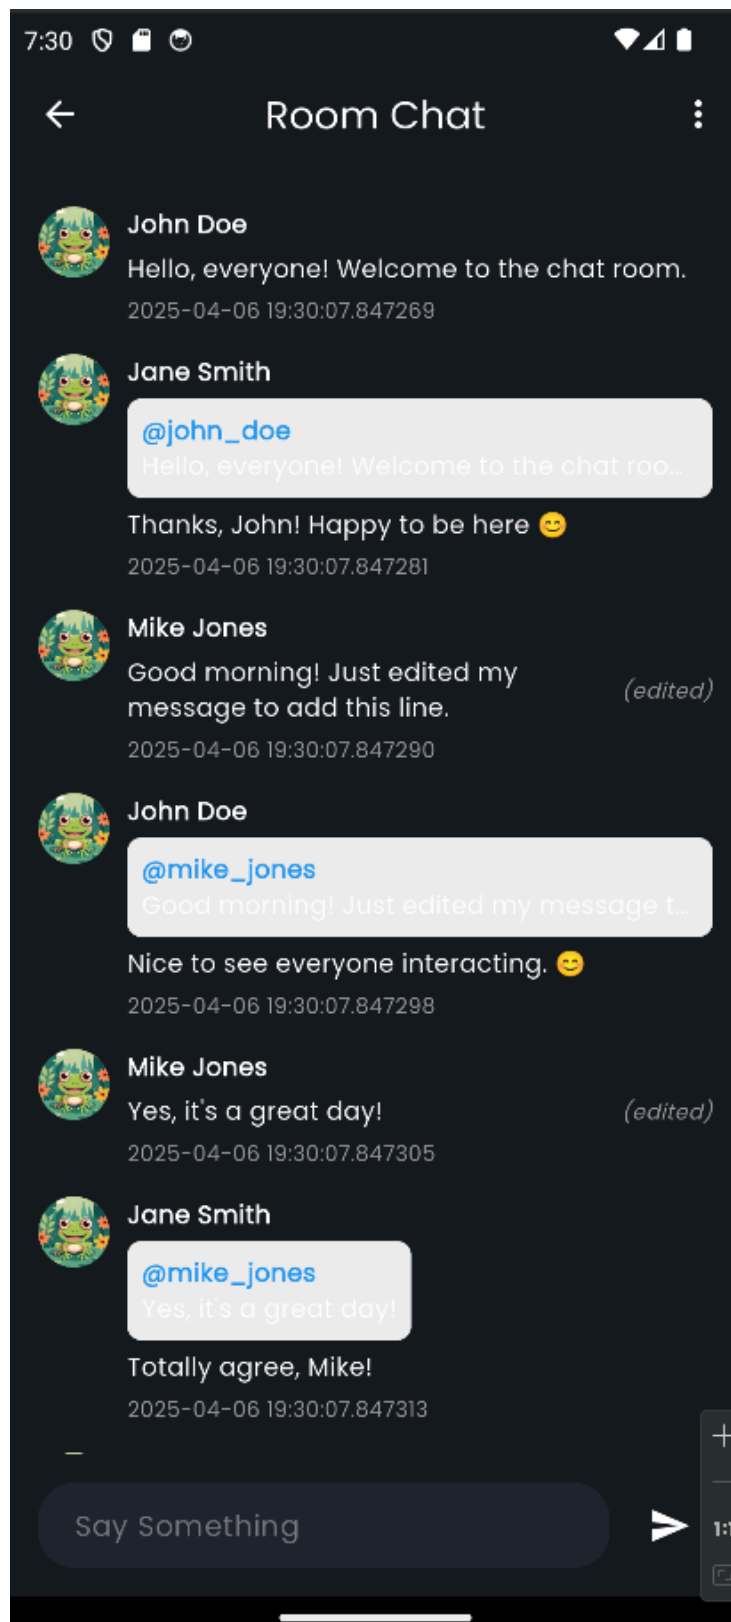 7:30
Room Chat
John Doe
Hello, everyone! Welcome to the chat room.
2025-04-06 19:30:07.847269
Jane Smith
@john_doe
Hello, everyone! Welcome to the chat roo...
Thanks, John! Happy to be here 😊
2025-04-06 19:30:07.847281
Mike Jones
Good morning! Just edited my
message to add this line.
(edited)
2025-04-06 19:30:07.847290
John Doe
@mike_jones
Good morning! Just edited my message t...
Nice to see everyone interacting. 😊
2025-04-06 19:30:07.847298
Mike Jones
Yes, it's a great day!
(edited)
2025-04-06 19:30:07.847305
Jane Smith
@mike_jones
Yes, it's a great day!
Totally agree, Mike!
2025-04-06 19:30:07.847313
Say Something